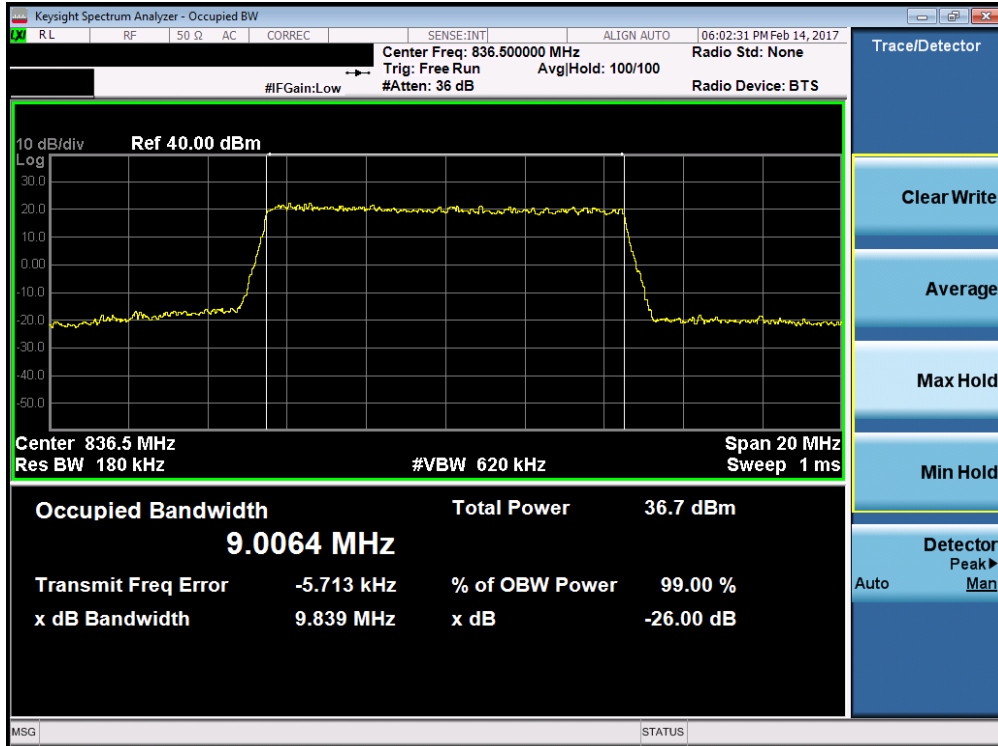 Keysight Spectrum Analyzer - Occupied BW
LXI RL RF 50 Ω AC CORREC SENSE:INT ALIGN AUTO 06:02:31 PM Feb 14, 2017
Center Freq: 836.500000 MHz Radio Std: None
Trig: Free Run Avg|Hold: 100/100
#IFGain:Low #Atten: 36 dB Radio Device: BTS
10 dB/div Ref 40.00 dBm
Log
30.0
20.0
10.0
0.00
-10.0
-20.0
-30.0
-40.0
-50.0
Center 836.5 MHz Span 20 MHz
Res BW 180 kHz #VBW 620 kHz Sweep 1 ms
Occupied Bandwidth Total Power 36.7 dBm
9.0064 MHz
Transmit Freq Error -5.713 kHz % of OBW Power 99.00 %
x dB Bandwidth 9.839 MHz x dB -26.00 dB
MSG STATUS
Trace/Detector
Clear Write
Average
Max Hold
Min Hold
Detector
Peak▶
Auto Man